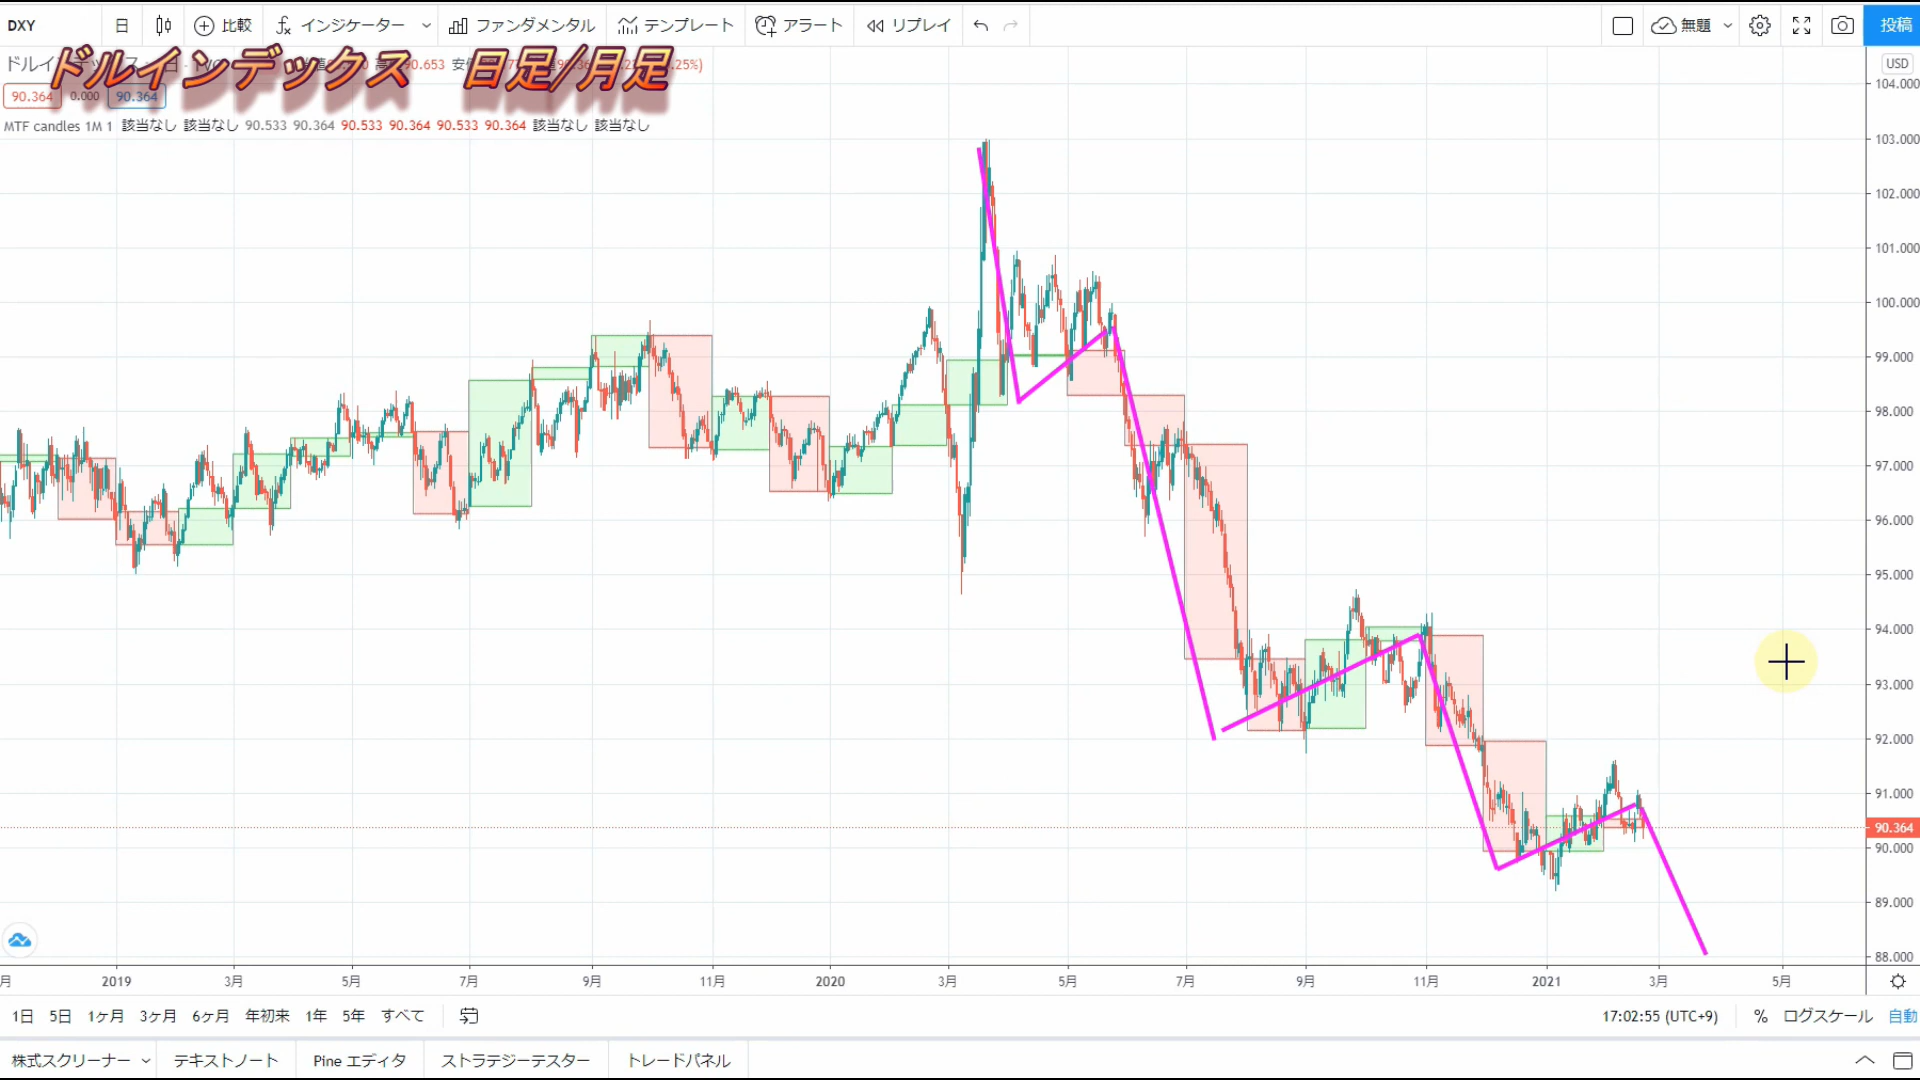 DXY 日 比較 インジケーター ファンダメンタル テンプレート アラート リプレイ 無題 投稿
ドルインデックス 日足/月足
90.653 25%)
USD
90.364 0.000 90.364
MTF candles 1M 1 該当なし 該当なし 90.533 90.364 90.533 90.364 90.533 90.364 該当なし 該当なし
104.000
103.000
102.000
101.000
100.000
99.000
98.000
97.000
96.000
95.000
94.000
93.000
92.000
91.000
90.364
90.000
89.000
88.000
月 2019 3月 5月 7月 9月 11月 2020 3月 5月 7月 9月 11月 2021 3月 5月
1日 5日 1ヶ月 3ヶ月 6ヶ月 年初来 1年 5年 すべて 17:02:55 (UTC+9) % ログスケール 自動
株式スクリーナー テキストノート Pine エディタ ストラテジーテスター トレードパネル